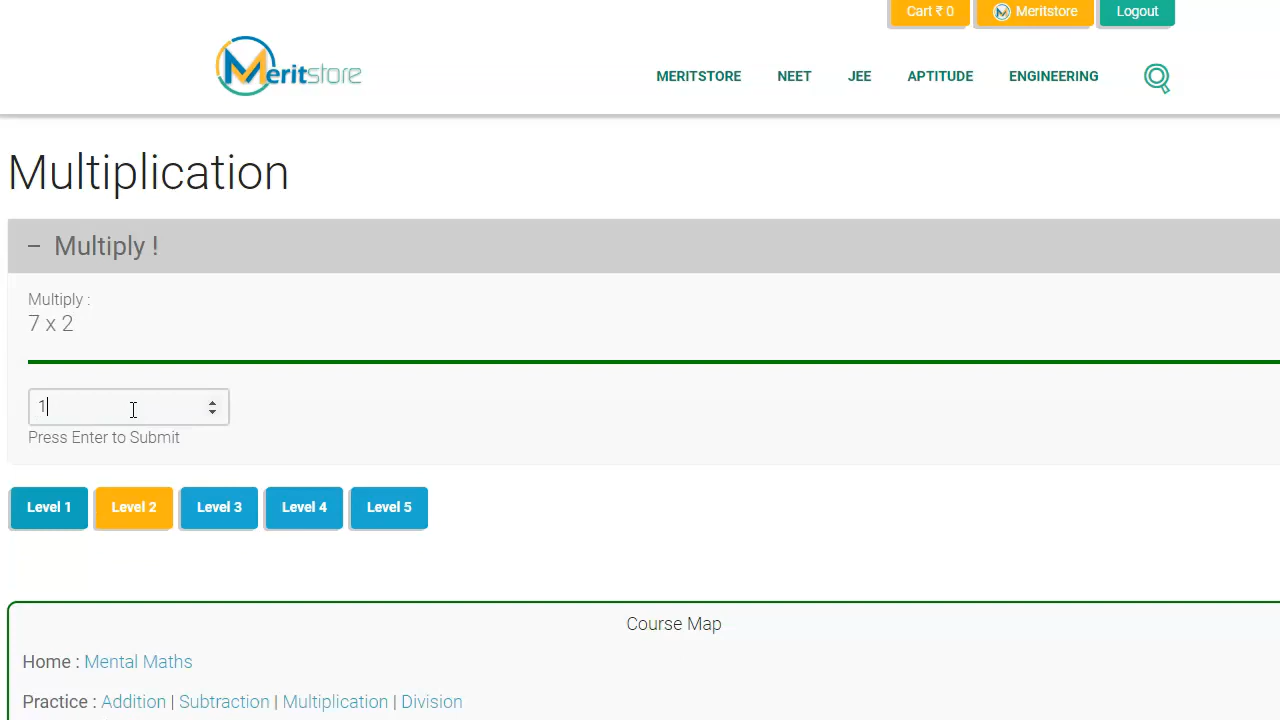 Cart ₹ 0 Meritstore Logout
Meritstore MERITSTORE NEET JEE APTITUDE ENGINEERING
Multiplication
− Multiply !
Multiply :
7 x 2
1
Press Enter to Submit
Level 1 Level 2 Level 3 Level 4 Level 5
Course Map
Home : Mental Maths
Practice : Addition | Subtraction | Multiplication | Division